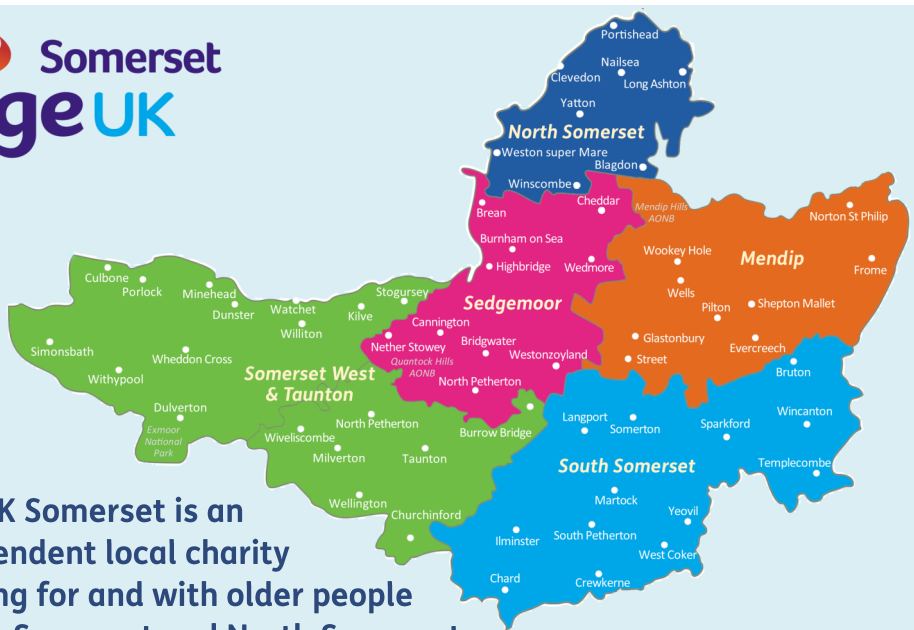 Somerset
ge UK
Portishead
Nailsea
Clevedon
Long Ashton
Yatton
North Somerset
Weston super Mare
Blagdon
Winscombe
Cheddar
Brean
Mendip Hills
AONB
Norton St Philip
Burnham on Sea
Wookey Hole
Mendip
Highbridge
Wedmore
Frome
Culbone
Porlock
Minehead
Dunster
Watchet
Williton
Kilve
Stogursey
Sedgemoor
Wells
Pilton
Shepton Mallet
Cannington
Nether Stowey
Bridgwater
Westonzoyland
Glastonbury
Street
Evercreech
Bruton
Simonsbath
Wheddon Cross
Withypool
Quantock Hills
AONB
North Petherton
Somerset West
& Taunton
Dulverton
Exmoor
National
Park
North Petherton
Wiveliscombe
Milverton
Taunton
Burrow Bridge
Langport
Somerton
Sparkford
Wincanton
South Somerset
Templecombe
Wellington
Churchinford
Martock
Yeovil
Ilminster
South Petherton
West Coker
Chard
Crewkerne
K Somerset is an
endent local charity
ng for and with older people
Somerset and North Somerset